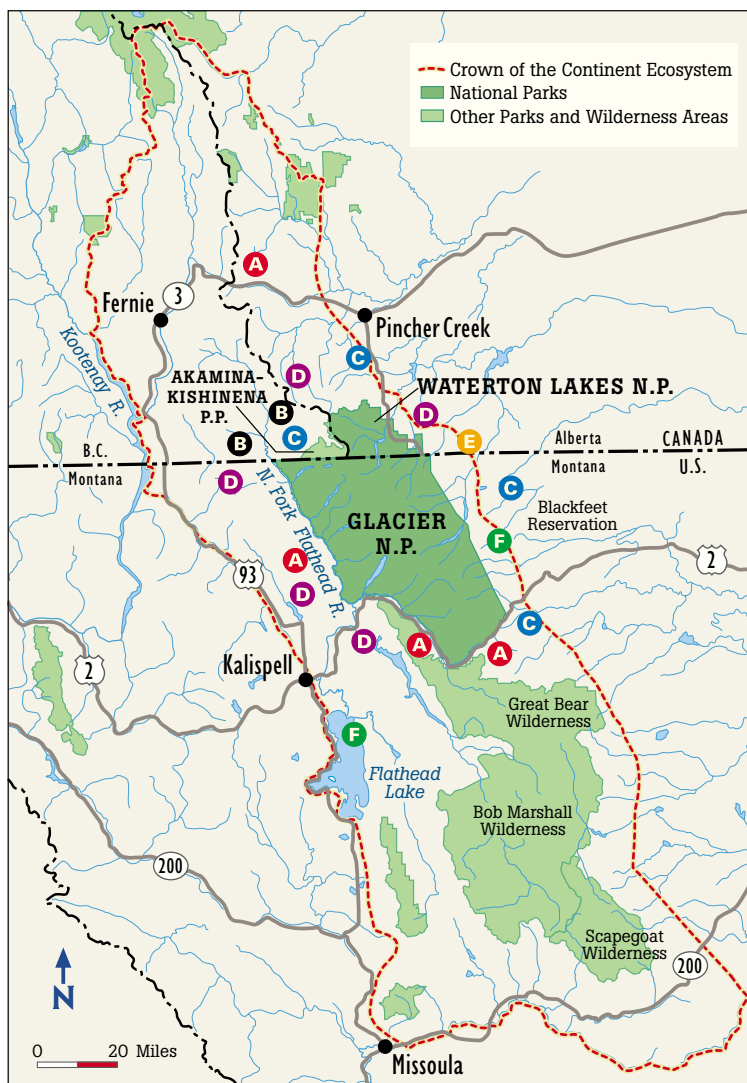 Crown of the Continent Ecosystem
National Parks
Other Parks and Wilderness Areas
A
Fernie
3
Pincher Creek
Kootenay R.
C
D
AKAMINA-
KISHINENA
P.P.
WATERTON LAKES N.P.
B
D
B
C
E
B.C.
Montana
Alberta
Montana
CANADA
U.S.
D
C
N. Fork Flathead R.
GLACIER
N.P.
Blackfeet
Reservation
F
2
A
93
D
C
D
A
A
2
Kalispell
Great Bear
Wilderness
F
Flathead
Lake
Bob Marshall
Wilderness
200
Scapegoat
Wilderness
200
N
0 20 Miles
Missoula